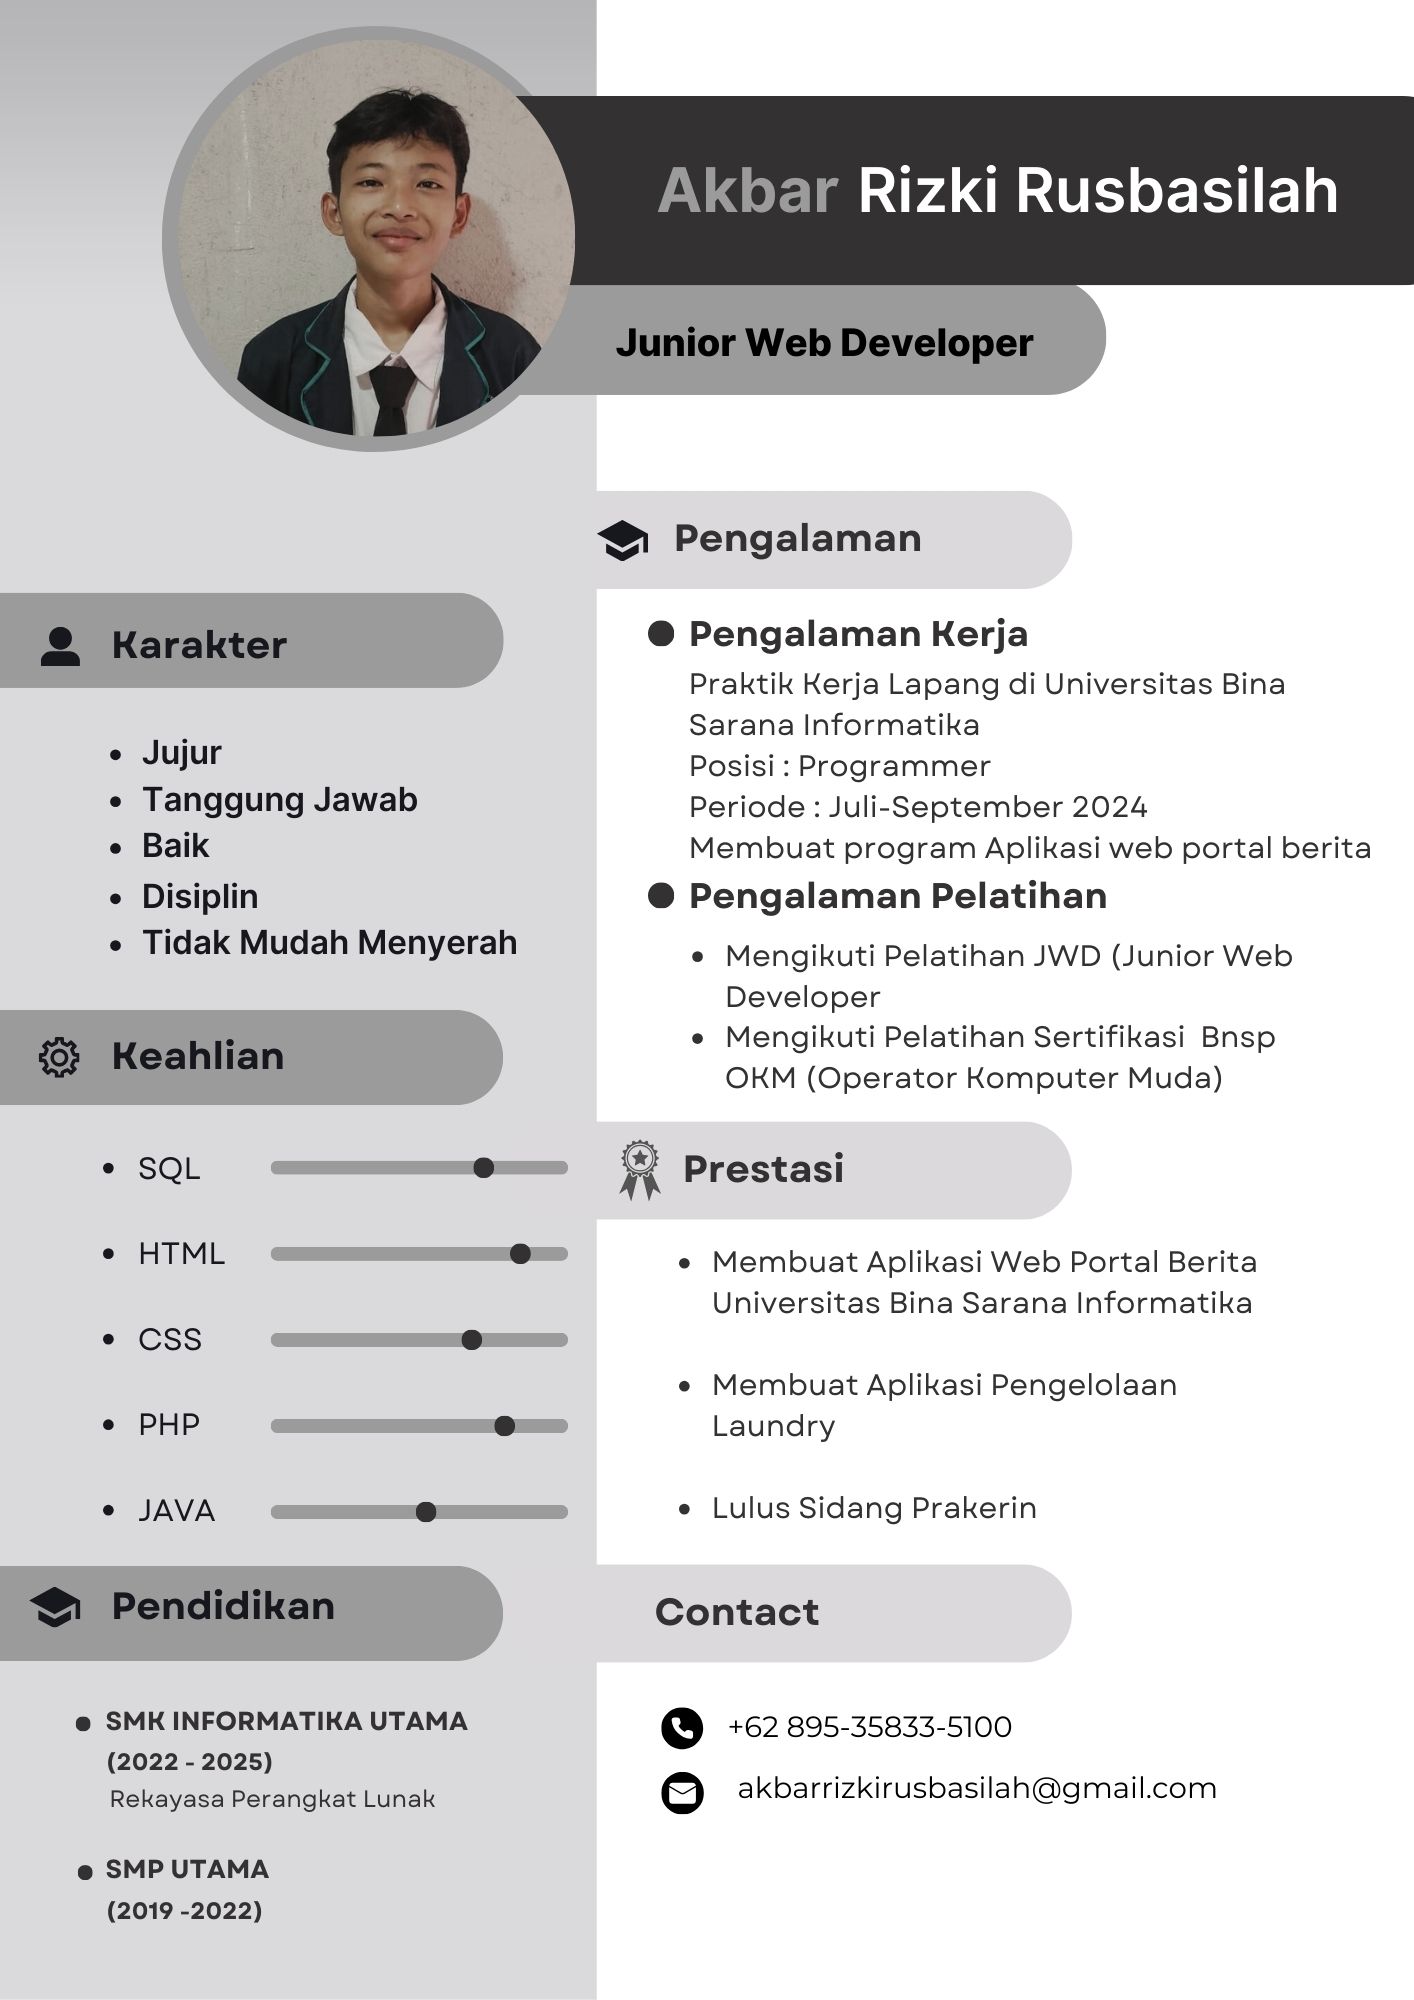 Akbar Rizki Rusbasilah
Junior Web Developer
Karakter
Jujur
Tanggung Jawab
Baik
Disiplin
Tidak Mudah Menyerah
Keahlian
SQL
HTML
CSS
PHP
JAVA
Pendidikan
SMK INFORMATIKA UTAMA
(2022 - 2025)
Rekayasa Perangkat Lunak
SMP UTAMA
(2019 -2022)
Pengalaman
Pengalaman Kerja
Praktik Kerja Lapang di Universitas Bina
Sarana Informatika
Posisi : Programmer
Periode : Juli-September 2024
Membuat program Aplikasi web portal berita
Pengalaman Pelatihan
Mengikuti Pelatihan JWD (Junior Web
Developer
Mengikuti Pelatihan Sertifikasi  Bnsp
OKM (Operator Komputer Muda)
Prestasi
Membuat Aplikasi Web Portal Berita
Universitas Bina Sarana Informatika
Membuat Aplikasi Pengelolaan
Laundry
Lulus Sidang Prakerin
Contact
+62 895-35833-5100
akbarrizkirusbasilah@gmail.com